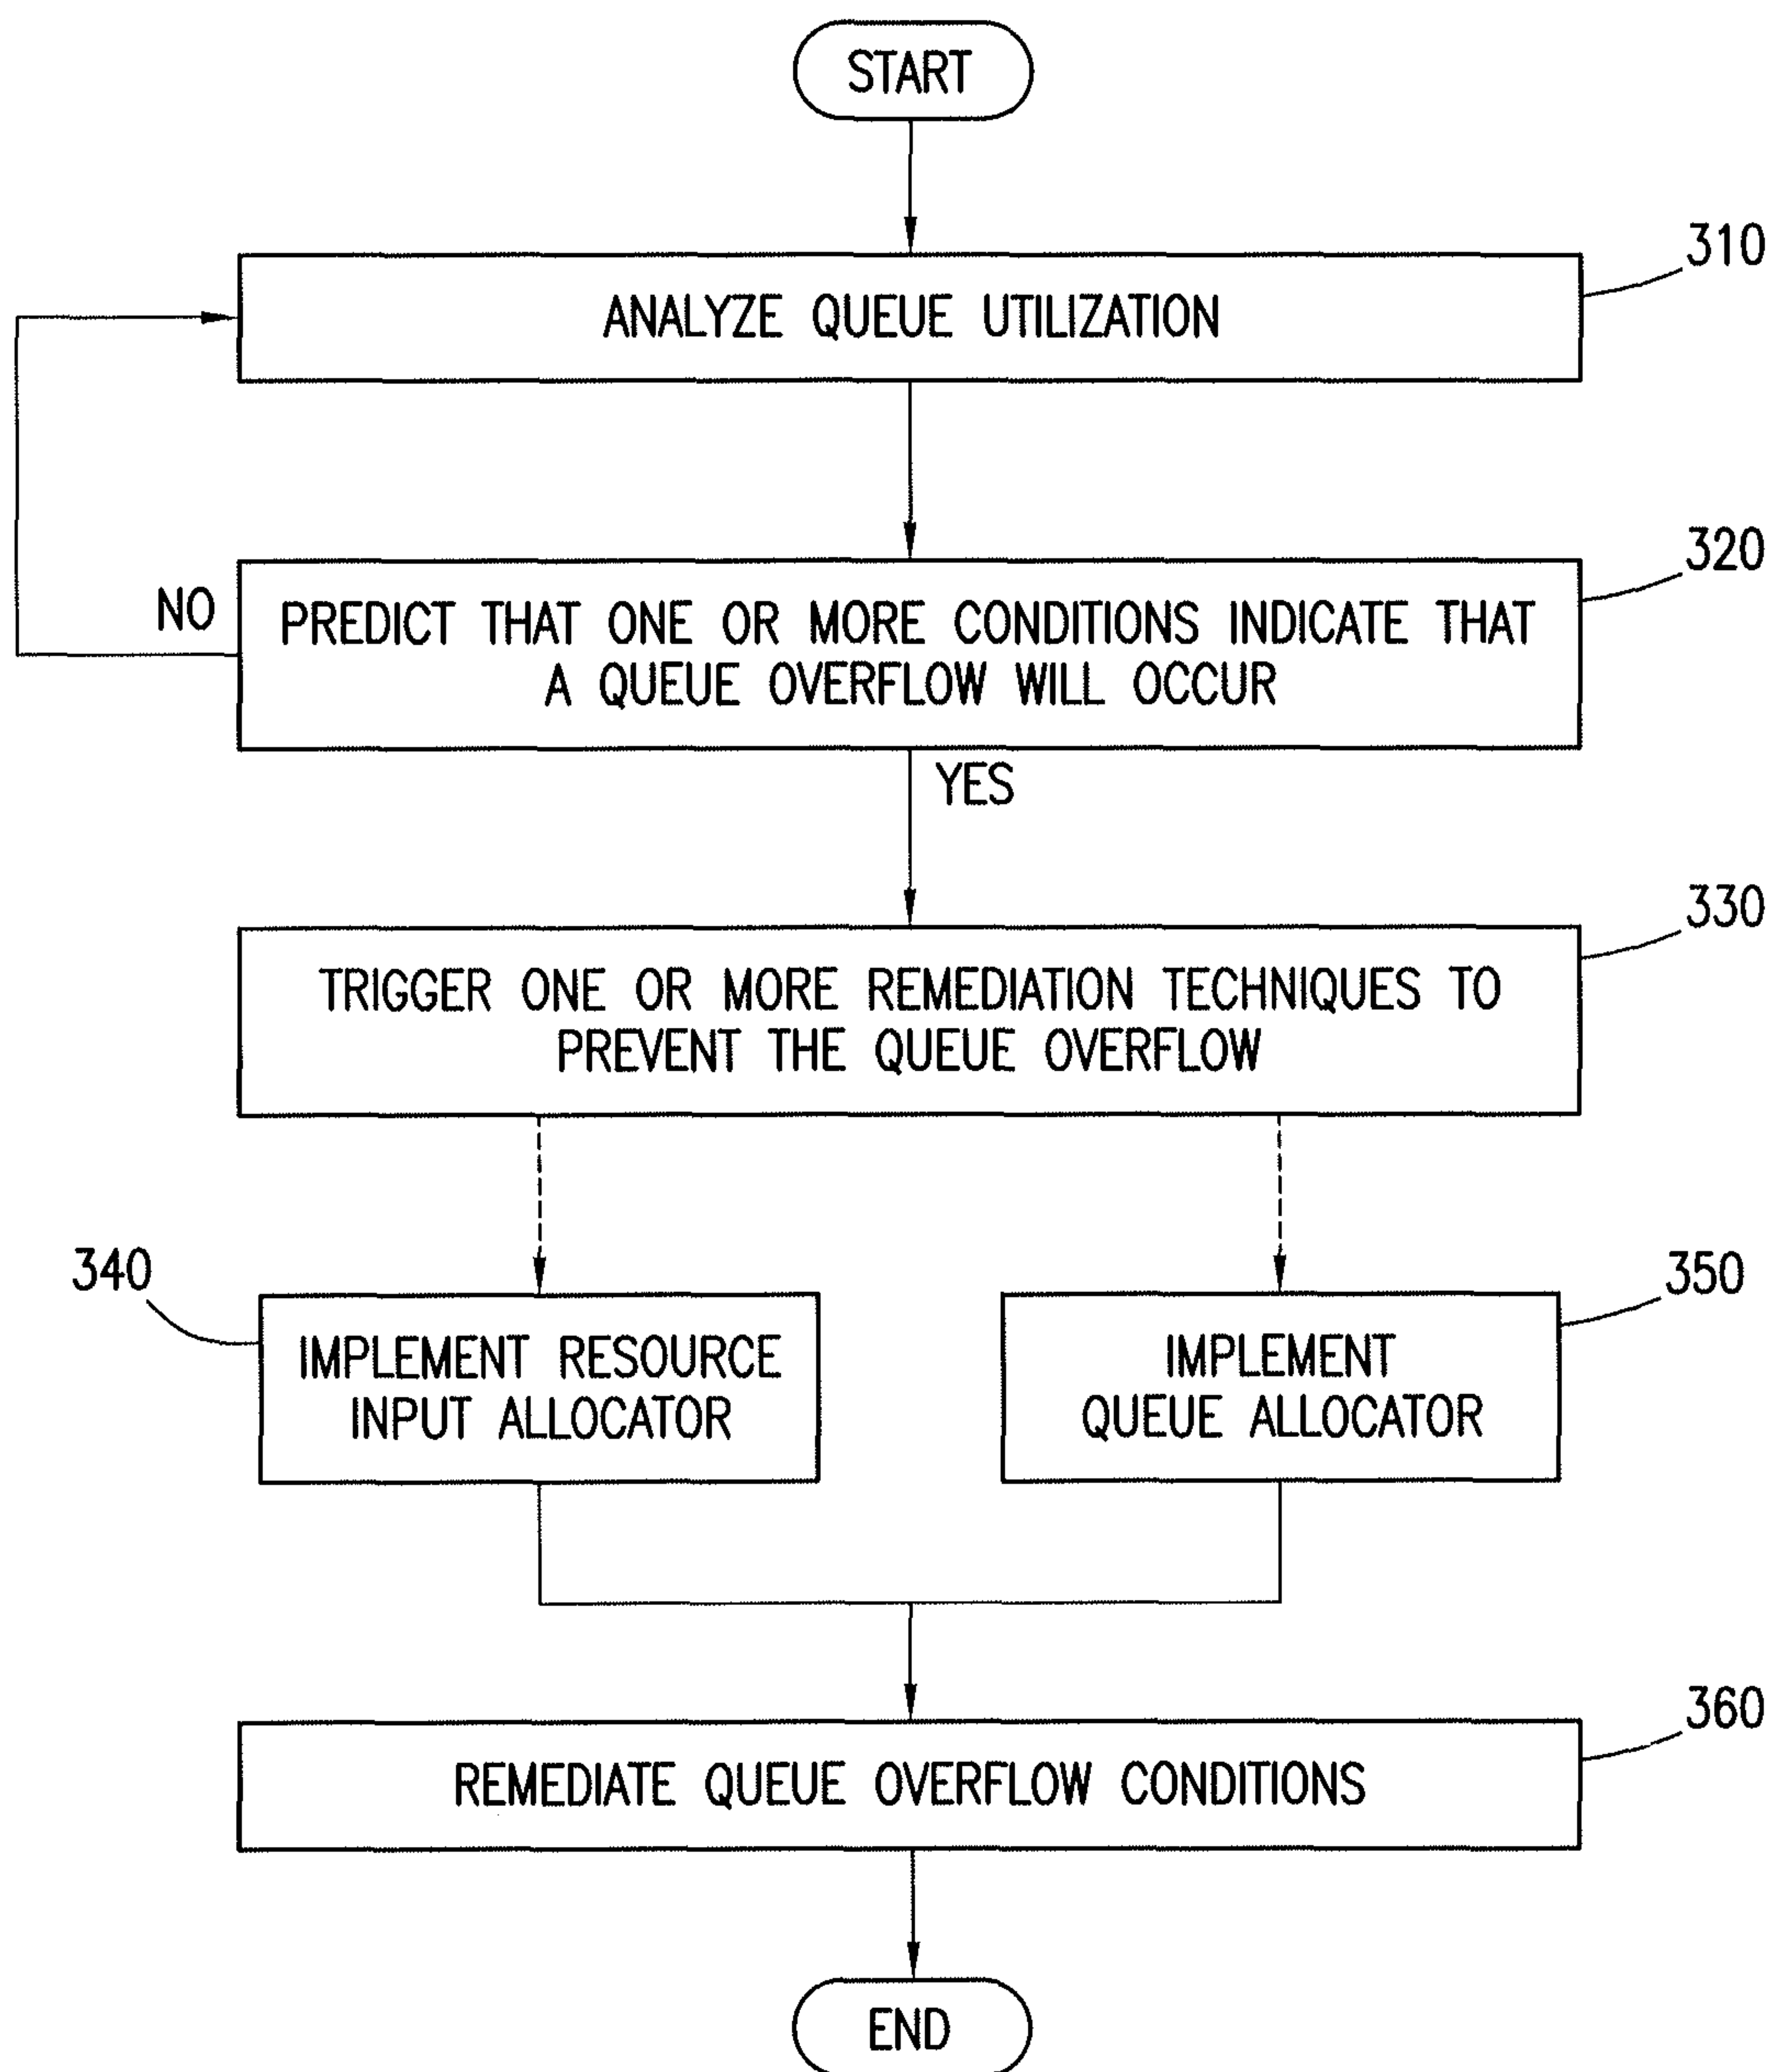 START
310
ANALYZE QUEUE UTILIZATION
320
NO
PREDICT THAT ONE OR MORE CONDITIONS INDICATE THAT
A QUEUE OVERFLOW WILL OCCUR
YES
330
TRIGGER ONE OR MORE REMEDIATION TECHNIQUES TO
PREVENT THE QUEUE OVERFLOW
340
IMPLEMENT RESOURCE
INPUT ALLOCATOR
350
IMPLEMENT
QUEUE ALLOCATOR
360
REMEDIATE QUEUE OVERFLOW CONDITIONS
END